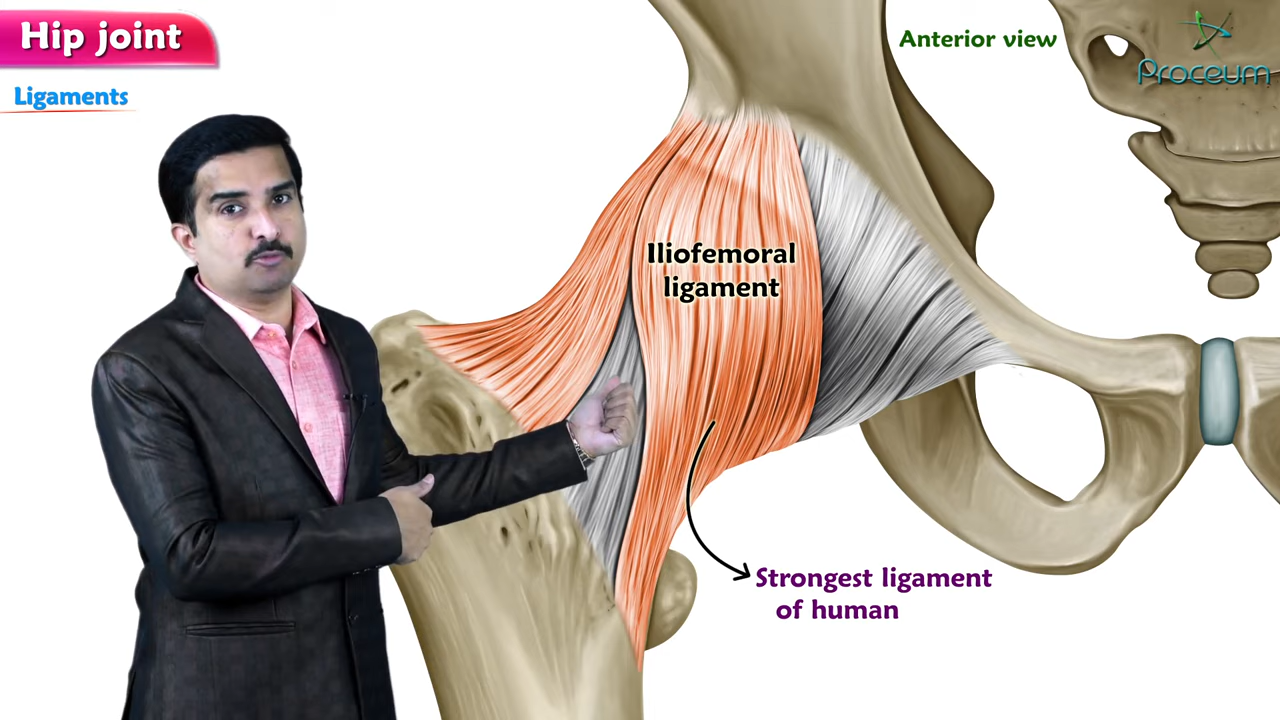 Hip joint
Ligaments
Anterior view
Proceum
Iliofemoral
ligament
Strongest ligament
of human